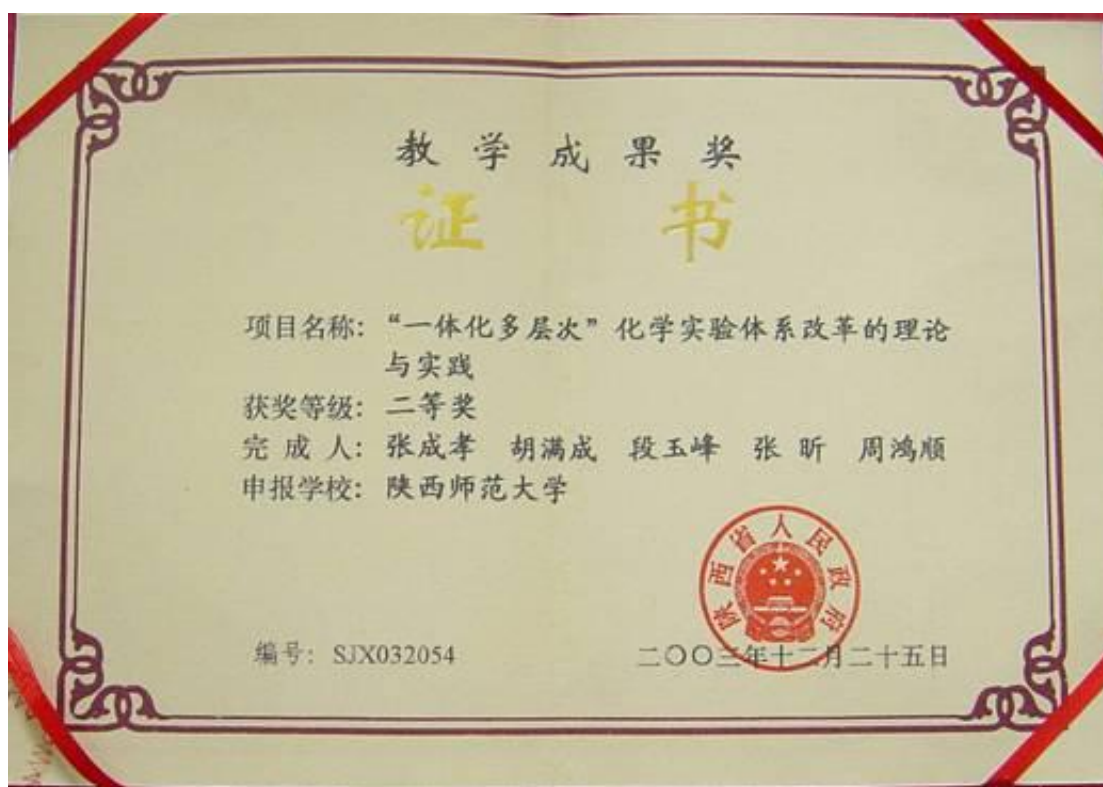 教学成果奖
证书
项目名称：“一体化多层次”化学实验体系改革的理论
与实践
获奖等级：二等奖
完成人：张成孝 胡满成 段玉峰 张昕 周鸿顺
申报学校：陕西师范大学
陕西省人民政府
编号：SJX032054
二〇〇三年十二月二十五日